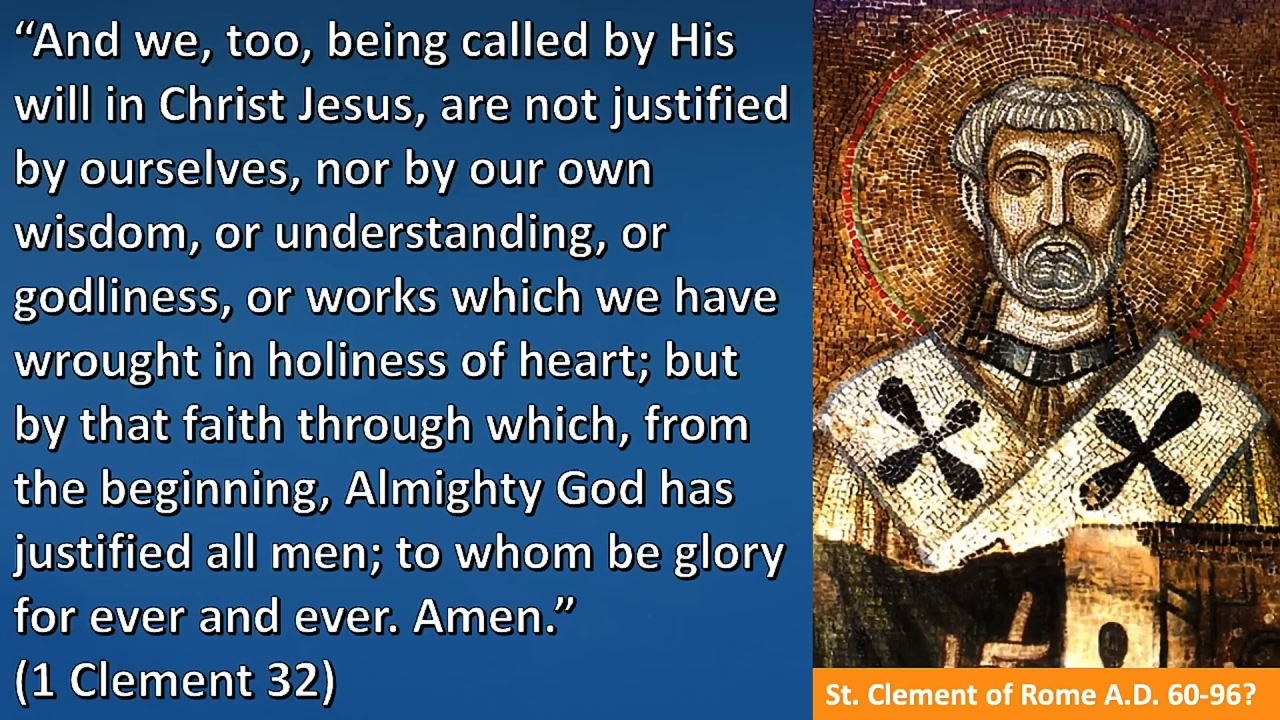 “And we, too, being called by His
will in Christ Jesus, are not justified
by ourselves, nor by our own
wisdom, or understanding, or
godliness, or works which we have
wrought in holiness of heart; but
by that faith through which, from
the beginning, Almighty God has
justified all men; to whom be glory
for ever and ever. Amen.”
(1 Clement 32)
St. Clement of Rome A.D. 60-96?